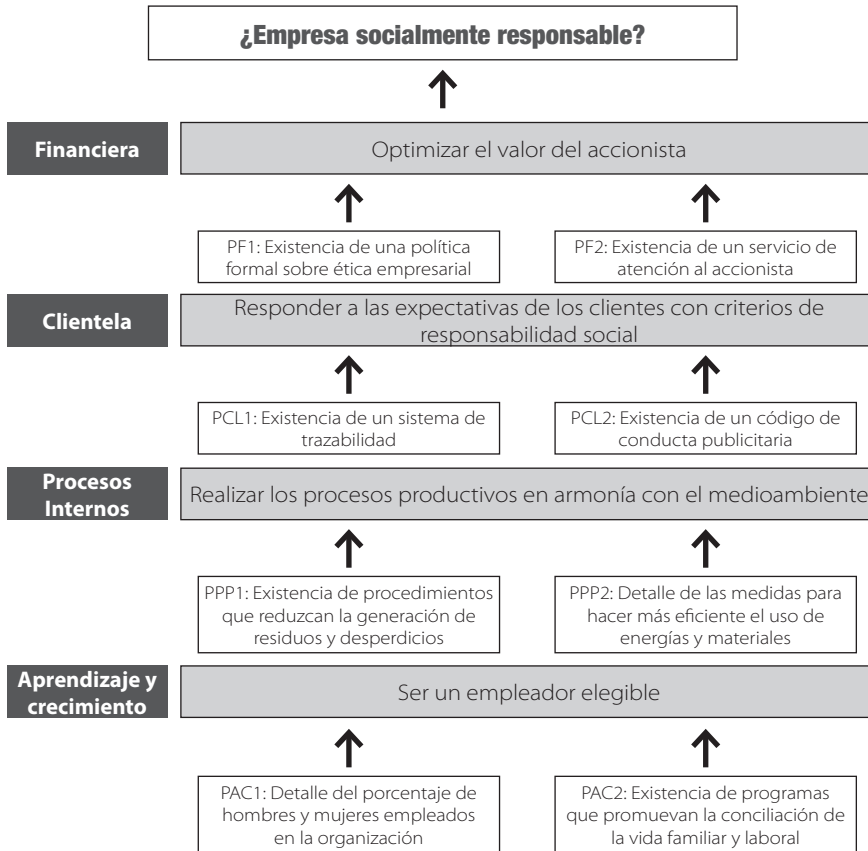 ¿Empresa socialmente responsable?
Financiera
Optimizar el valor del accionista
PF1: Existencia de una política
formal sobre ética empresarial
PF2: Existencia de un servicio de
atención al accionista
Clientela
Responder a las expectativas de los clientes con criterios de
responsabilidad social
PCL1: Existencia de un sistema de
trazabilidad
PCL2: Existencia de un código de
conducta publicitaria
Procesos
Internos
Realizar los procesos productivos en armonía con el medioambiente
PPP1: Existencia de procedimientos
que reduzcan la generación de
residuos y desperdicios
PPP2: Detalle de las medidas para
hacer más eficiente el uso de
energías y materiales
Aprendizaje y
crecimiento
Ser un empleador elegible
PAC1: Detalle del porcentaje de
hombres y mujeres empleados
en la organización
PAC2: Existencia de programas
que promuevan la conciliación de
la vida familiar y laboral